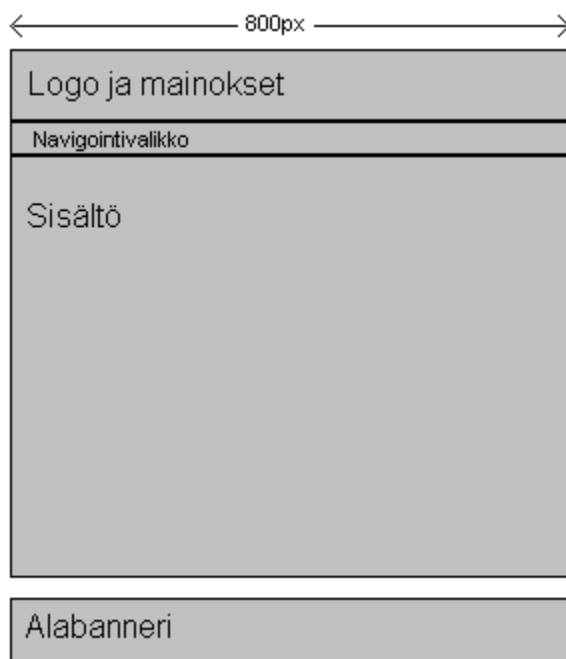 800px
Logo ja mainokset
Navigointivalikko
Sisältö
Alabanneri